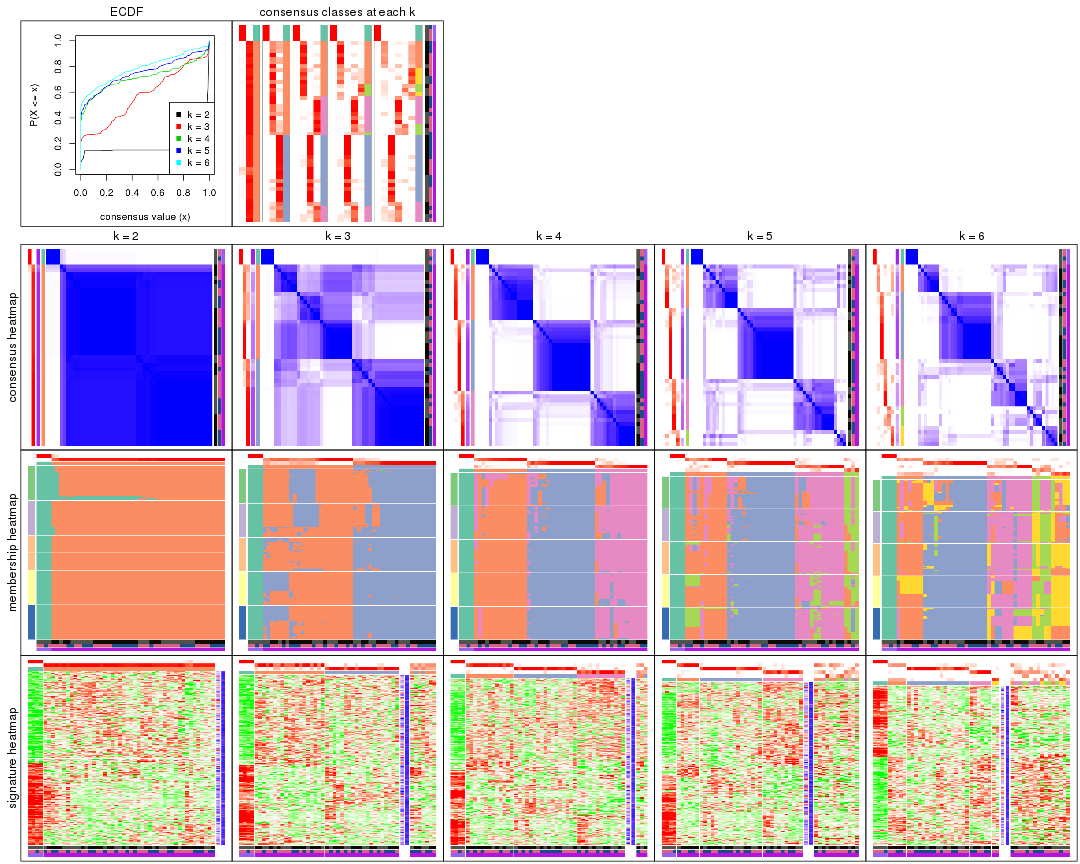 ECDF
consensus classes at each k
P(X <= x)
0.0 0.2 0.4 0.6 0.8 1.0
k = 2
k = 3
k = 4
k = 5
k = 6
0.0 0.2 0.4 0.6 0.8 1.0
consensus value (x)
k = 2
k = 3
k = 4
k = 5
k = 6
consensus heatmap
membership heatmap
signature heatmap